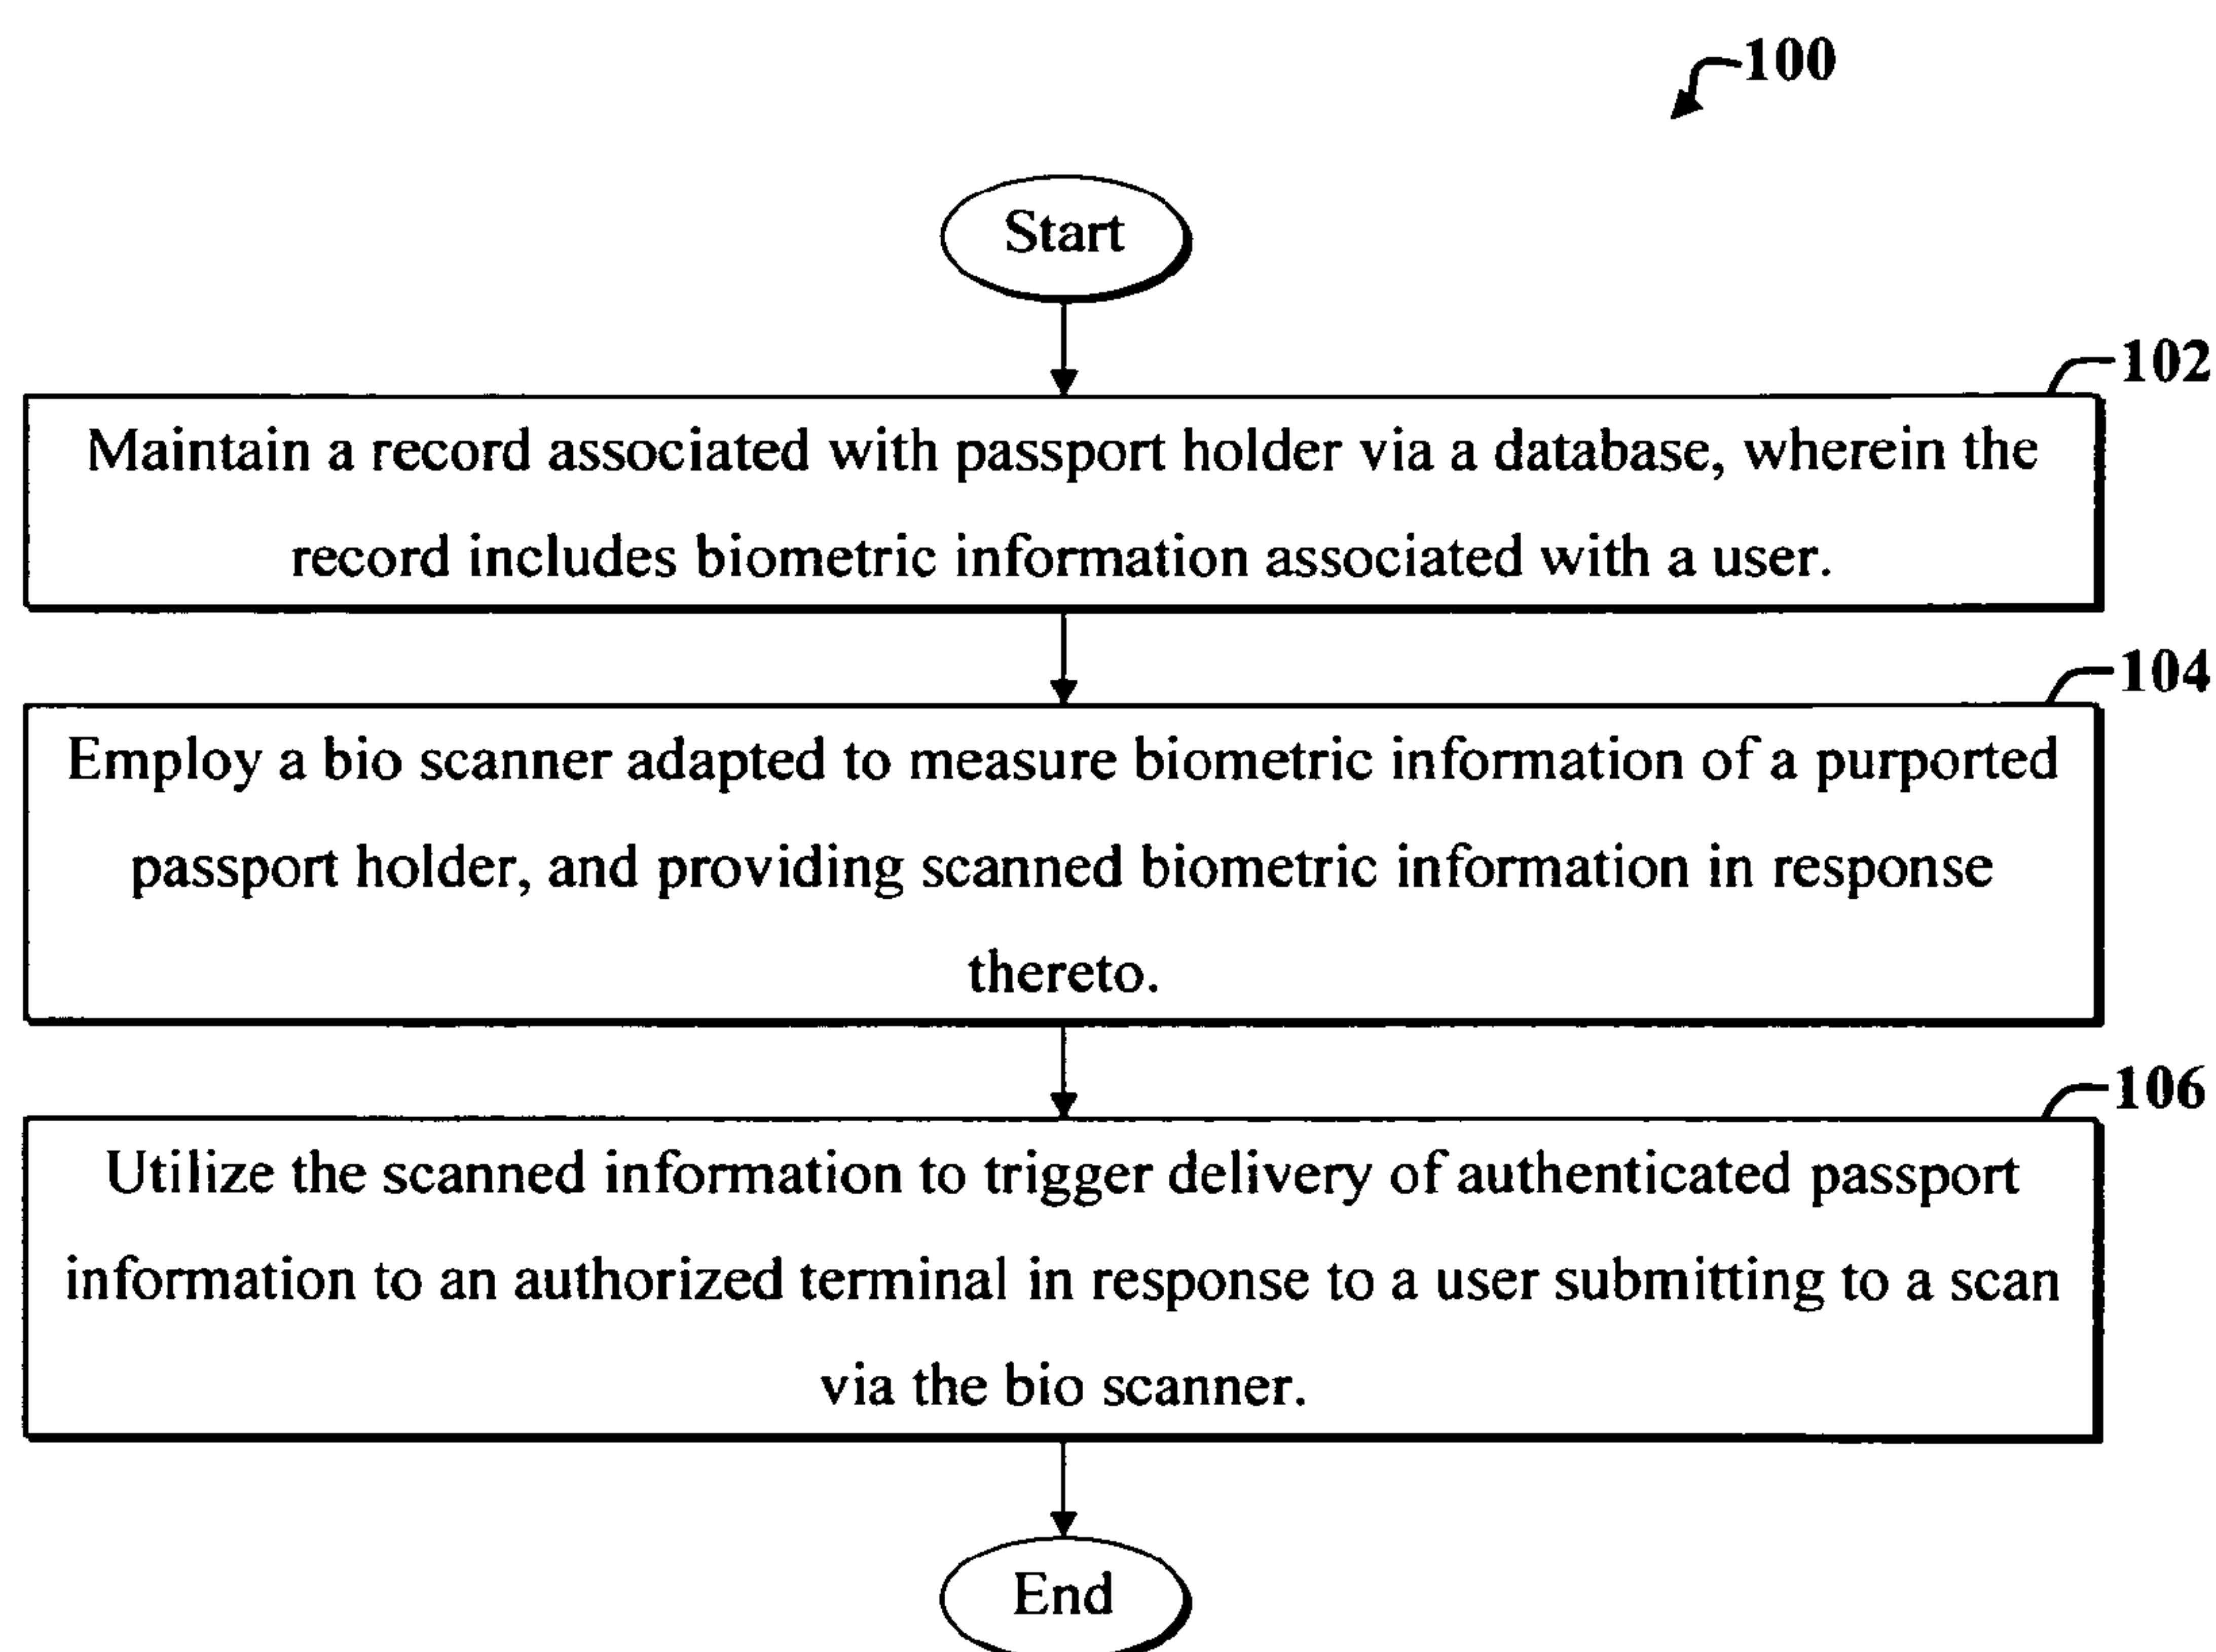 100
Start
102
Maintain a record associated with passport holder via a database, wherein the
record includes biometric information associated with a user.
104
Employ a bio scanner adapted to measure biometric information of a purported
passport holder, and providing scanned biometric information in response
thereto.
106
Utilize the scanned information to trigger delivery of authenticated passport
information to an authorized terminal in response to a user submitting to a scan
via the bio scanner.
End